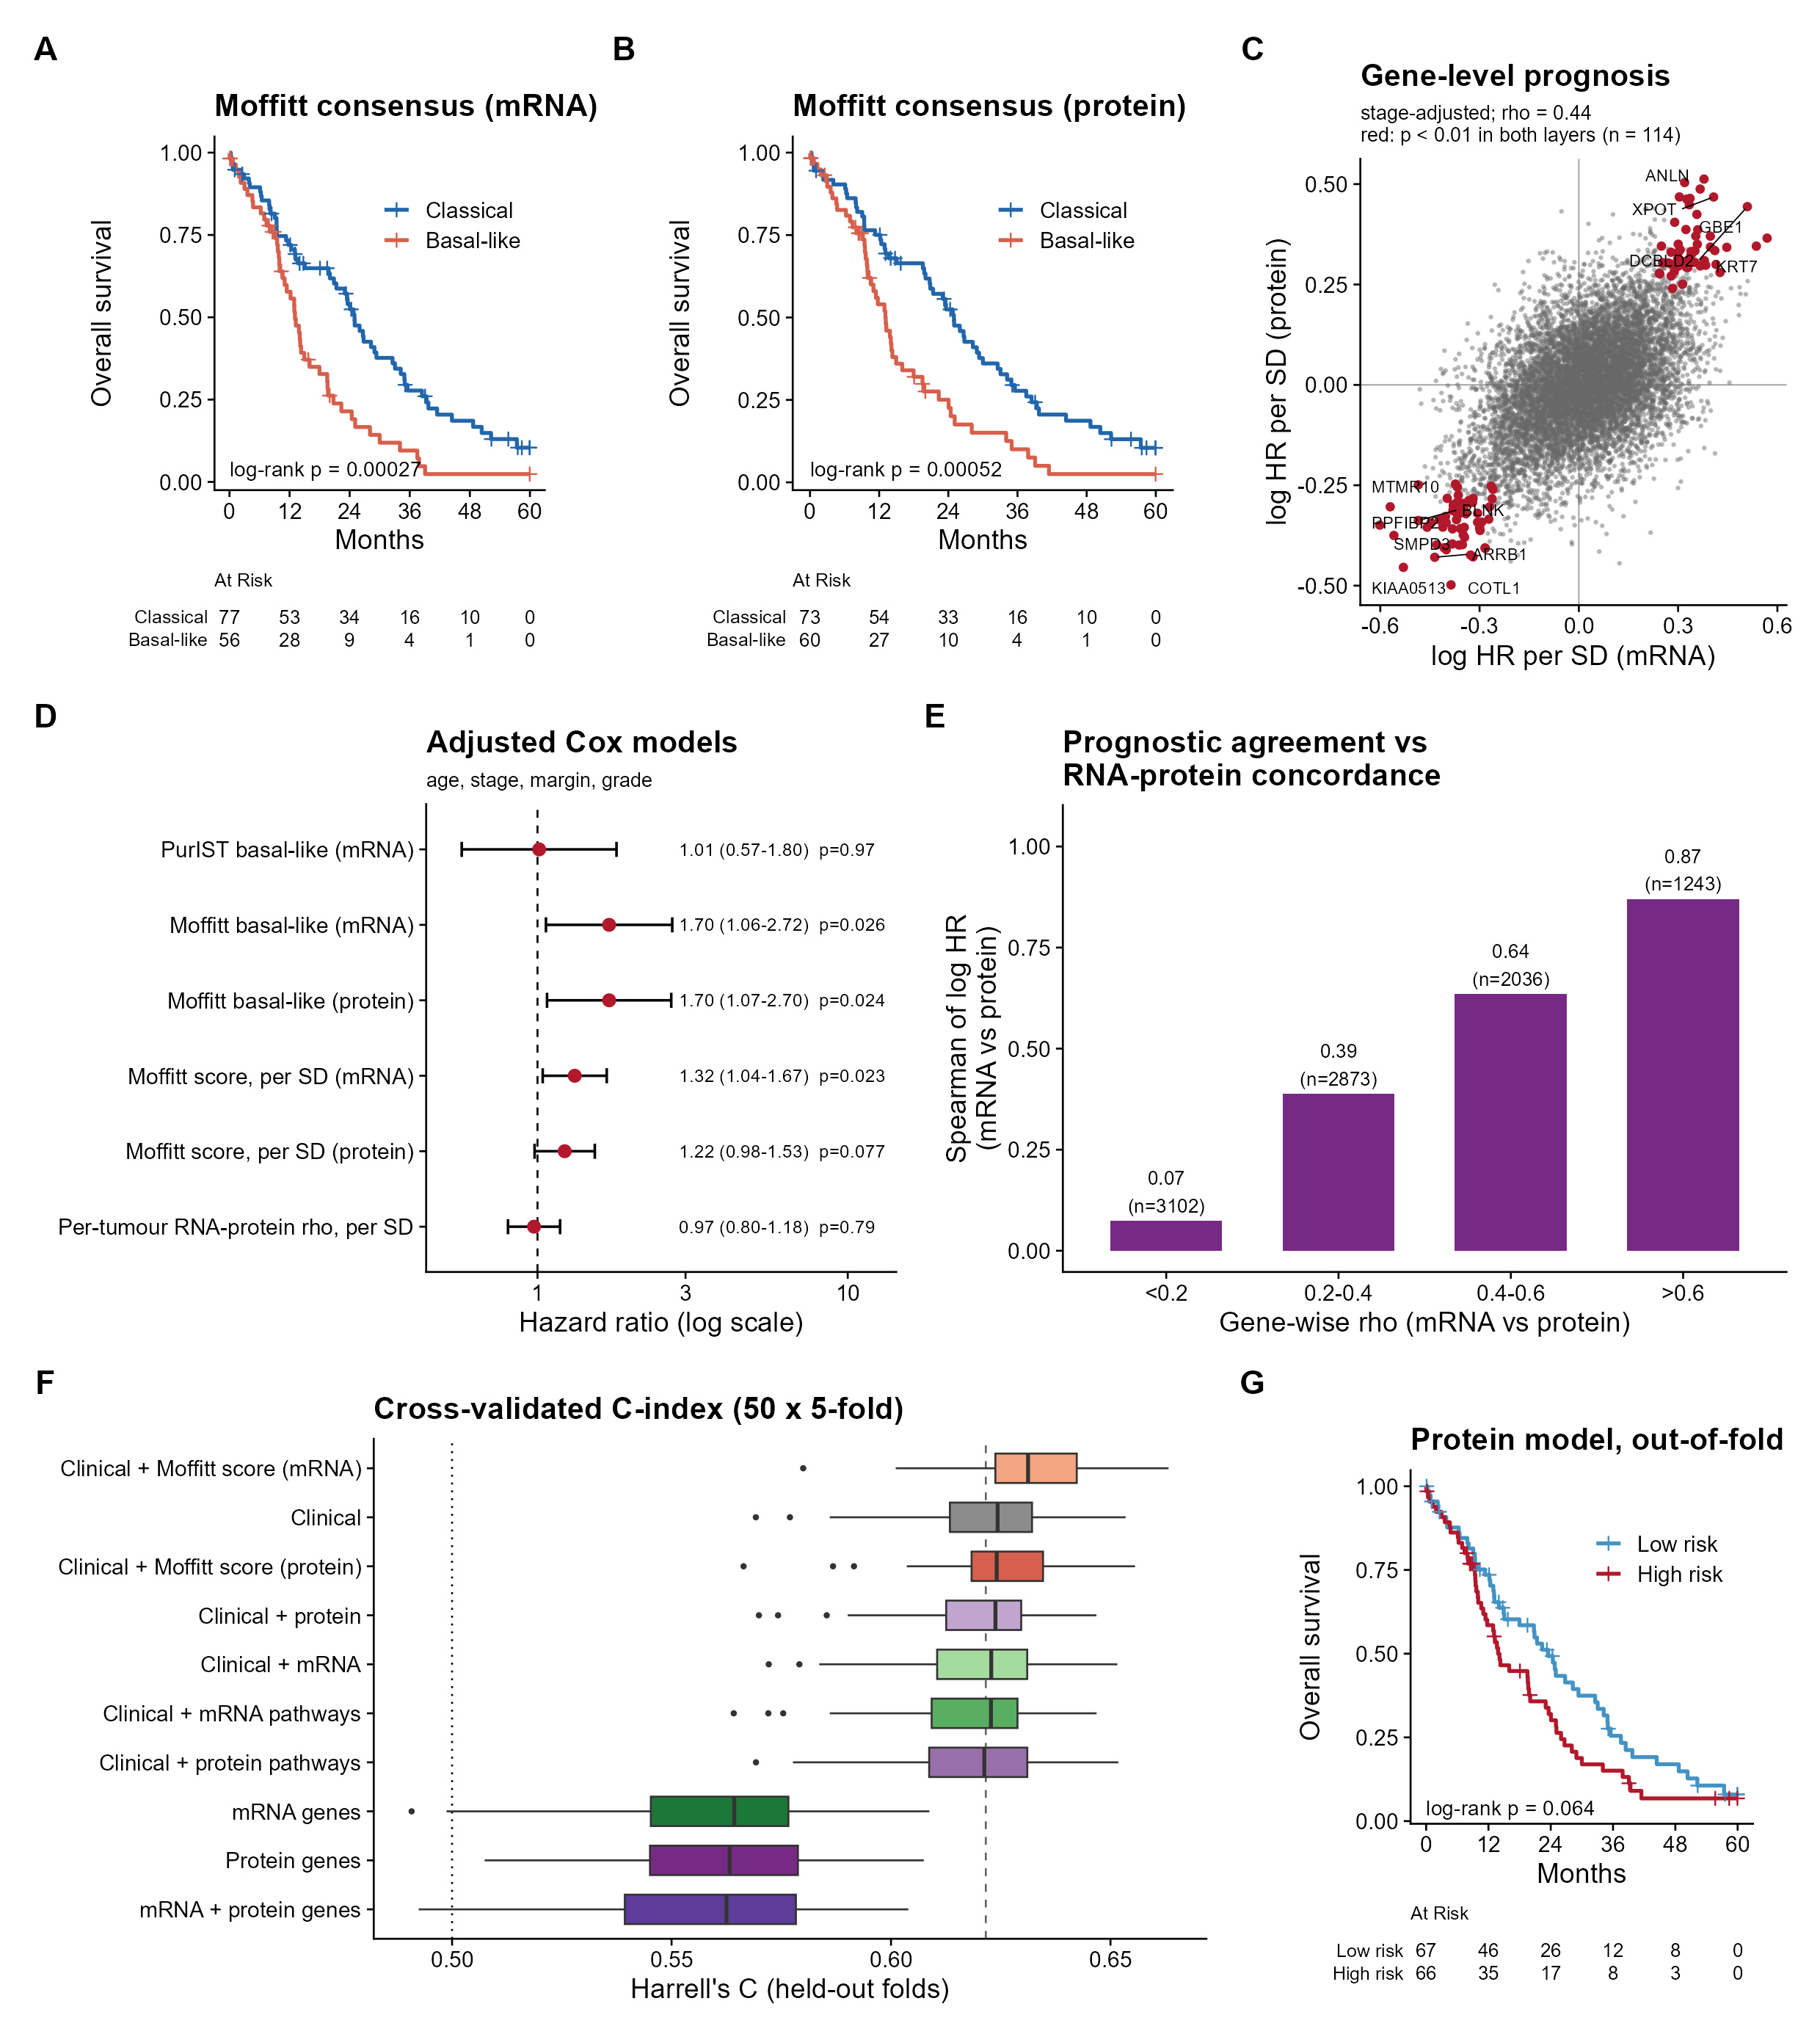 A
Moffitt consensus (mRNA)
Overall survival
1.00
0.75
0.50
0.25
0.00
Classical
Basal-like
log-rank p = 0.00027
0 12 24 36 48 60
Months
At Risk
Classical 77 53 34 16 10 0
Basal-like 56 28 9 4 1 0
B
Moffitt consensus (protein)
Overall survival
1.00
0.75
0.50
0.25
0.00
Classical
Basal-like
log-rank p = 0.00052
0 12 24 36 48 60
Months
At Risk
Classical 73 54 33 16 10 0
Basal-like 60 27 10 4 1 0
C
Gene-level prognosis
stage-adjusted; rho = 0.44
red: p < 0.01 in both layers (n = 114)
log HR per SD (protein)
0.50
0.25
0.00
-0.25
-0.50
ANLN
XPOT
GBE1
DCBLD2
KRT7
MTMR10
BLNK
PPFIBP2
SMPD3
ARRB1
KIAA0513
COTL1
-0.6 -0.3 0.0 0.3 0.6
log HR per SD (mRNA)
D
Adjusted Cox models
age, stage, margin, grade
PurIST basal-like (mRNA) 1.01 (0.57-1.80) p=0.97
Moffitt basal-like (mRNA) 1.70 (1.06-2.72) p=0.026
Moffitt basal-like (protein) 1.70 (1.07-2.70) p=0.024
Moffitt score, per SD (mRNA) 1.32 (1.04-1.67) p=0.023
Moffitt score, per SD (protein) 1.22 (0.98-1.53) p=0.077
Per-tumour RNA-protein rho, per SD 0.97 (0.80-1.18) p=0.79
1 3 10
Hazard ratio (log scale)
E
Prognostic agreement vs
RNA-protein concordance
Spearman of log HR
(mRNA vs protein)
1.00
0.75
0.50
0.25
0.00
0.07
(n=3102)
0.39
(n=2873)
0.64
(n=2036)
0.87
(n=1243)
<0.2 0.2-0.4 0.4-0.6 >0.6
Gene-wise rho (mRNA vs protein)
F
Cross-validated C-index (50 x 5-fold)
Clinical + Moffitt score (mRNA)
Clinical
Clinical + Moffitt score (protein)
Clinical + protein
Clinical + mRNA
Clinical + mRNA pathways
Clinical + protein pathways
mRNA genes
Protein genes
mRNA + protein genes
0.50 0.55 0.60 0.65
Harrell's C (held-out folds)
G
Protein model, out-of-fold
Overall survival
1.00
0.75
0.50
0.25
0.00
Low risk
High risk
log-rank p = 0.064
0 12 24 36 48 60
Months
At Risk
Low risk 67 46 26 12 8 0
High risk 66 35 17 8 3 0